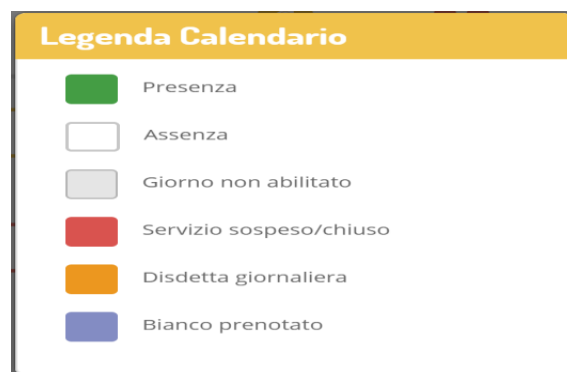 Legenda Calendario
Presenza
Assenza
Giorno non abilitato
Servizio sospeso/chiuso
Disdetta giornaliera
Bianco prenotato